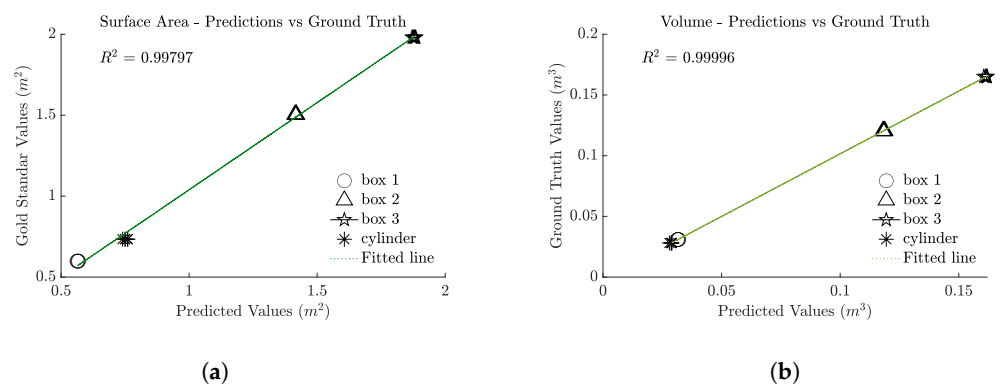 Surface Area - Predictions vs Ground Truth
2
R² = 0.99797
1.5
1
0.5
Gold Standar Values (m²)
box 1
box 2
box 3
cylinder
Fitted line
0.5
1
1.5
2
Predicted Values (m²)
(a)
Volume - Predictions vs Ground Truth
0.2
R² = 0.99996
0.15
0.1
0.05
0
Ground Truth Values (m³)
box 1
box 2
box 3
cylinder
Fitted line
0
0.05
0.1
0.15
Predicted Values (m³)
(b)